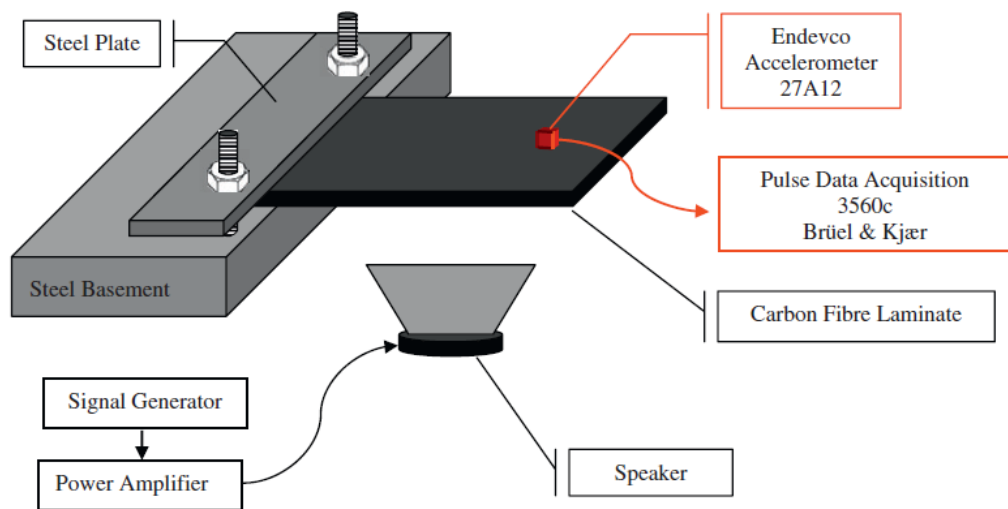 Steel Plate
Endevco
Accelerometer
27A12
Pulse Data Acquisition
3560c
Brüel & Kjær
Steel Basement
Carbon Fibre Laminate
Signal Generator
Power Amplifier
Speaker